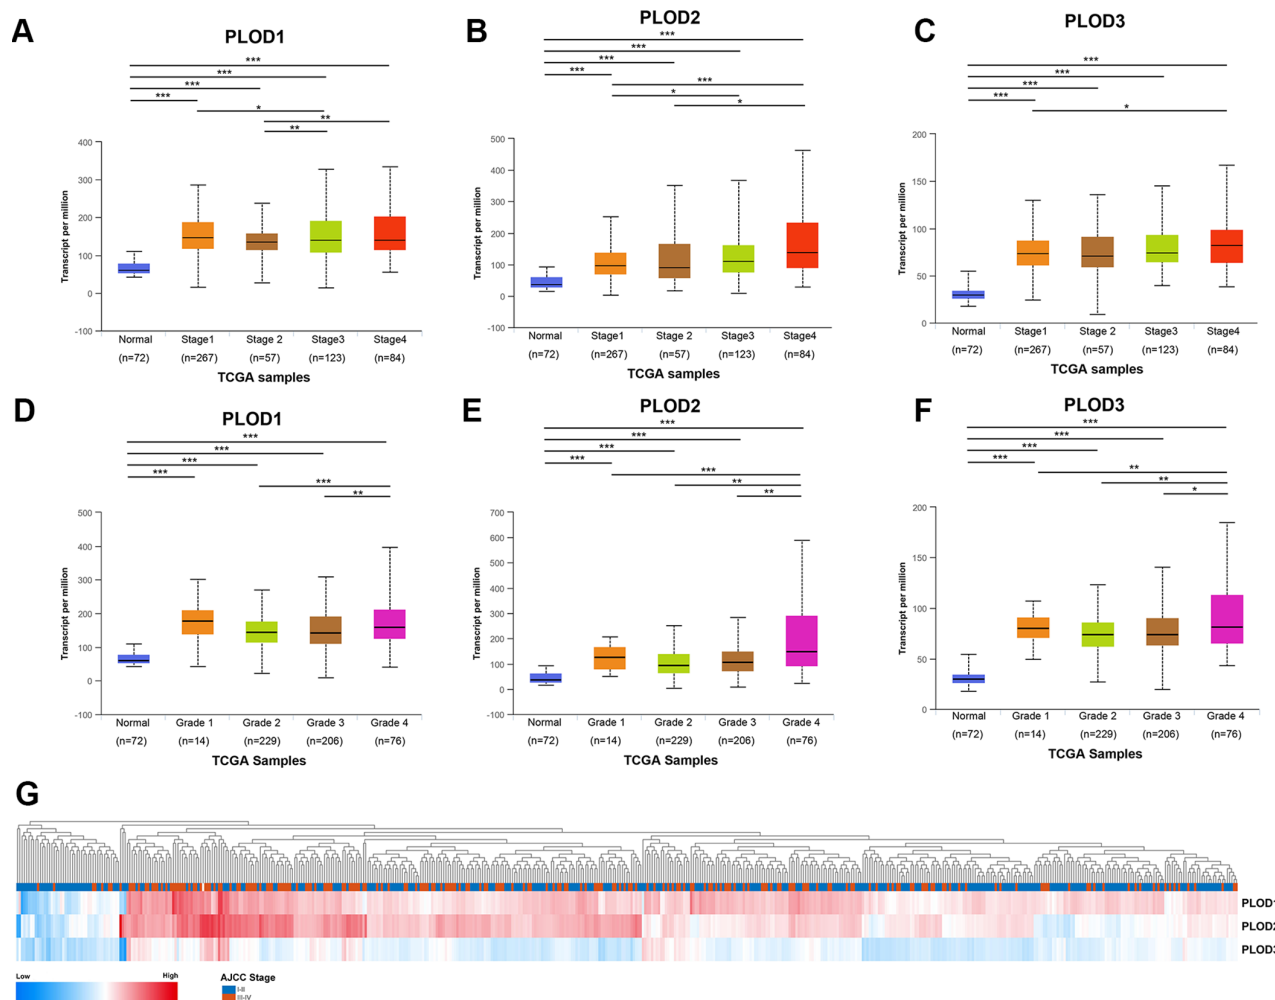 A
PLOD1
***
***
***
***
*
**
**
Transcript per million
400
300
200
100
0
-100
Normal Stage1 Stage 2 Stage3 Stage4
(n=72) (n=267) (n=57) (n=123) (n=84)
TCGA samples
B
PLOD2
***
***
***
***
***
*
*
Transcript per million
500
400
300
200
100
0
-100
Normal Stage1 Stage 2 Stage3 Stage4
(n=72) (n=267) (n=57) (n=123) (n=84)
TCGA samples
C
PLOD3
***
***
***
***
*
Transcript per million
200
150
100
50
0
Normal Stage1 Stage 2 Stage3 Stage4
(n=72) (n=267) (n=57) (n=123) (n=84)
TCGA samples
D
PLOD1
***
***
***
***
***
**
Transcript per million
500
400
300
200
100
0
-100
Normal Grade 1 Grade 2 Grade 3 Grade 4
(n=72) (n=14) (n=229) (n=206) (n=76)
TCGA Samples
E
PLOD2
***
***
***
***
***
**
**
Transcript per million
700
600
500
400
300
200
100
0
-100
Normal Grade 1 Grade 2 Grade 3 Grade 4
(n=72) (n=14) (n=229) (n=206) (n=76)
TCGA Samples
F
PLOD3
***
***
***
***
**
**
*
Transcript per million
200
150
100
50
0
Normal Grade 1 Grade 2 Grade 3 Grade 4
(n=72) (n=14) (n=229) (n=206) (n=76)
TCGA Samples
G
PLOD1
PLOD2
PLOD3
Low High
AJCC Stage
I-II
III-IV